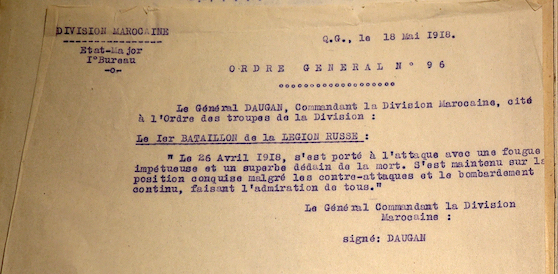 DIVISION MAROCAINE
Q.G., le 18 Mai 1918.
Etat-Major
I°Bureau
-o-
ORDRE GENERAL N° 96
Le Général DAUGAN, Commandant la Division Marocaine, cité
à l'Ordre des troupes de la Division :
Le Ier BATAILLON de la LEGION RUSSE :
" Le 26 Avril 1918, s'est porté à l'attaque avec une fougue
impétueuse et un superbe dédain de la mort. S'est maintenu sur la
position conquise malgré les contre-attaques et le bombardement
continu, faisant l'admiration de tous."
Le Général Commandant la Division
Marocaine :
signé: DAUGAN